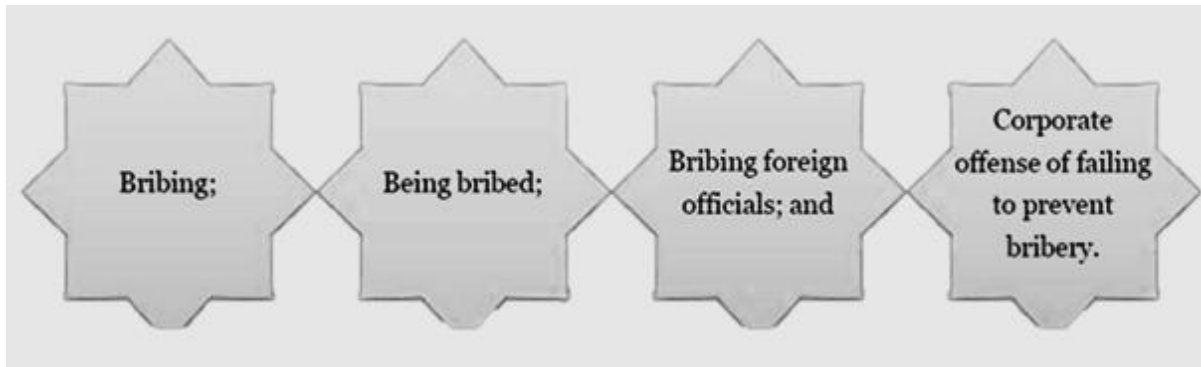 Bribing;
Being bribed;
Bribing foreign
officials; and
Corporate
offense of failing
to prevent
bribery.